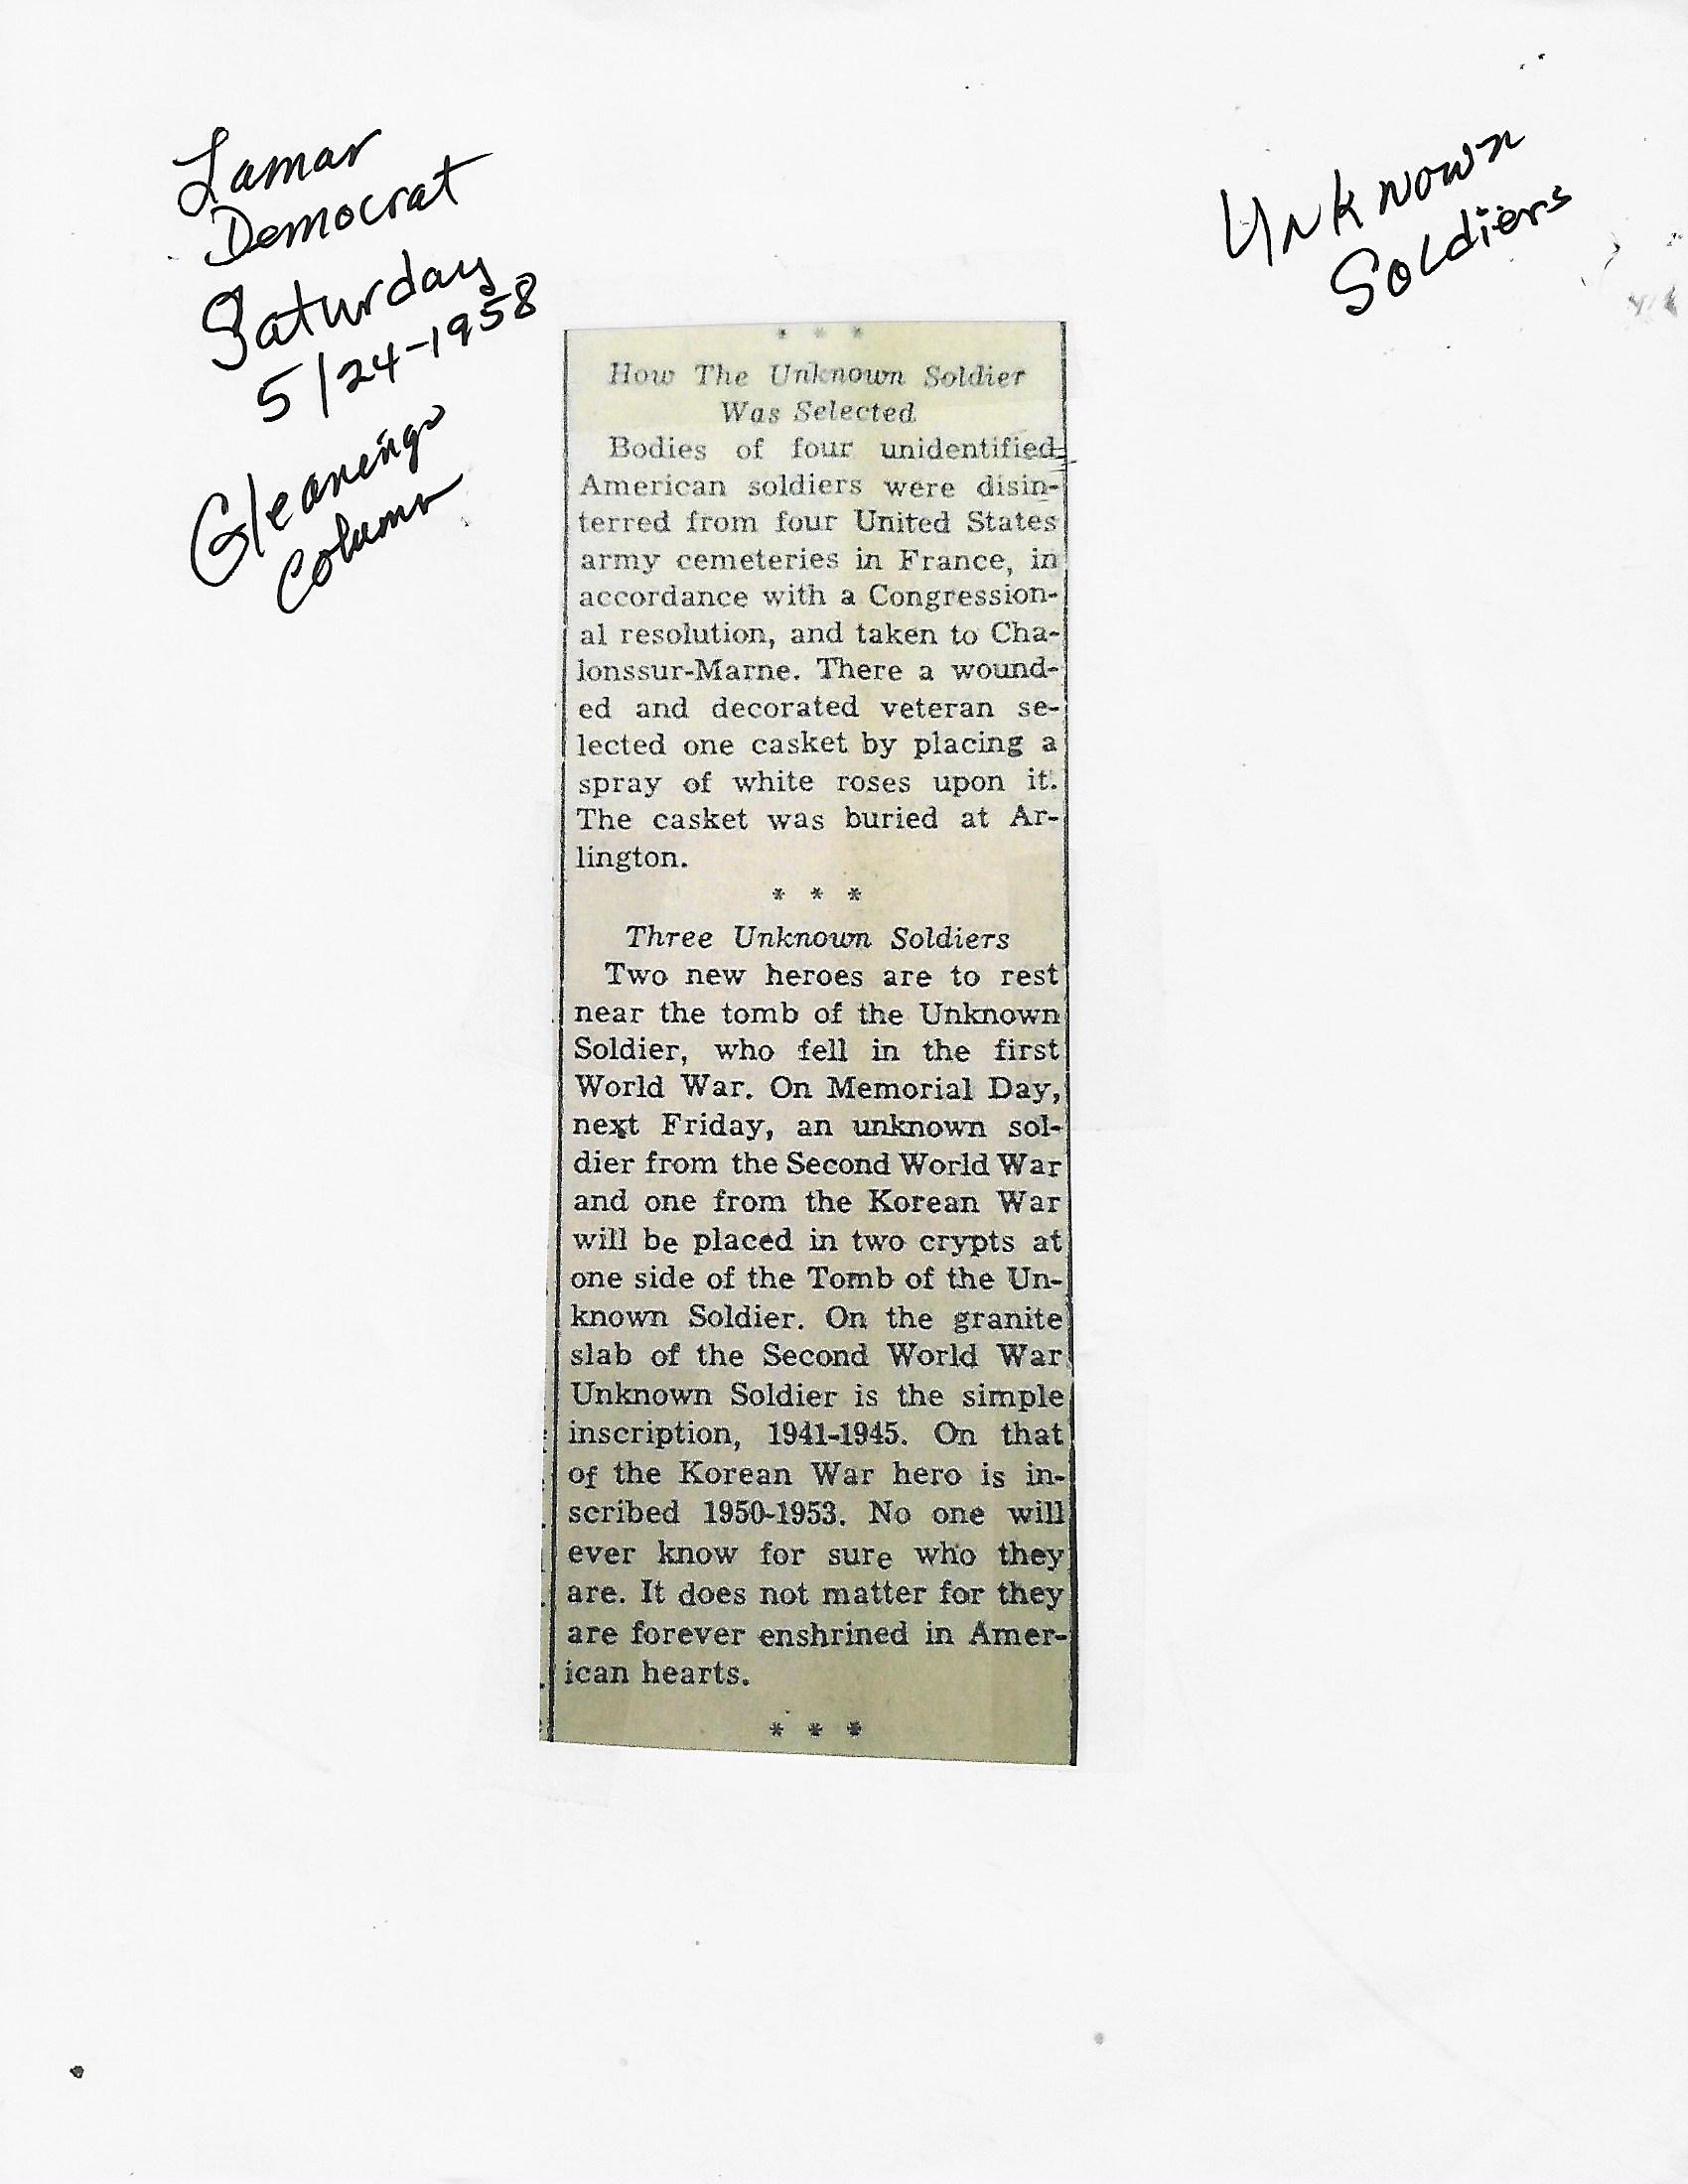 Lamar
Democrat
Saturday
5/24-1958
Gleanings
Column
Unknown
Soldiers
* * *
How The Unknown Soldier
Was Selected
Bodies of four unidentified
American soldiers were disin-
terred from four United States
army cemeteries in France, in
accordance with a Congression-
al resolution, and taken to Cha-
lonssur-Marne. There a wound-
ed and decorated veteran se-
lected one casket by placing a
spray of white roses upon it.
The casket was buried at Ar-
lington.
* * *
Three Unknown Soldiers
Two new heroes are to rest
near the tomb of the Unknown
Soldier, who fell in the first
World War. On Memorial Day,
next Friday, an unknown sol-
dier from the Second World War
and one from the Korean War
will be placed in two crypts at
one side of the Tomb of the Un-
known Soldier. On the granite
slab of the Second World War
Unknown Soldier is the simple
inscription, 1941-1945. On that
of the Korean War hero is in-
scribed 1950-1953. No one will
ever know for sure who they
are. It does not matter for they
are forever enshrined in Amer-
ican hearts.
* * *